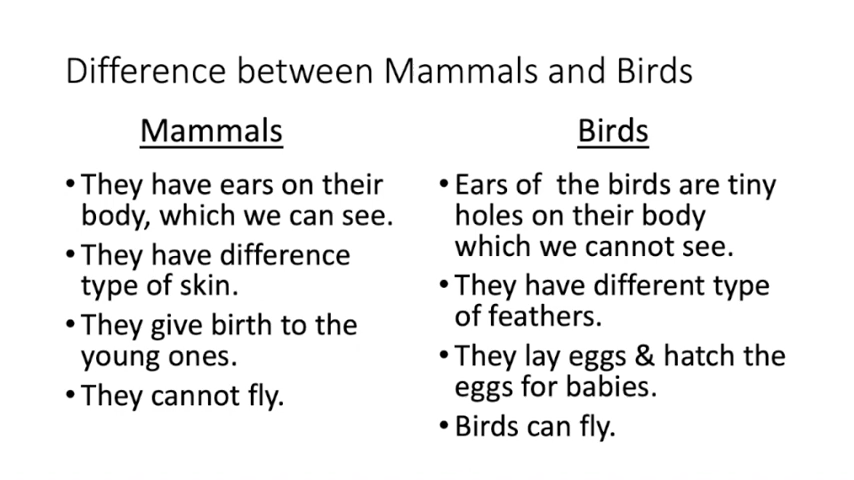 Difference between Mammals and Birds
Mammals
• They have ears on their
body, which we can see.
• They have difference
type of skin.
• They give birth to the
young ones.
• They cannot fly.
Birds
• Ears of the birds are tiny
holes on their body
which we cannot see.
• They have different type
of feathers.
• They lay eggs & hatch the
eggs for babies.
• Birds can fly.